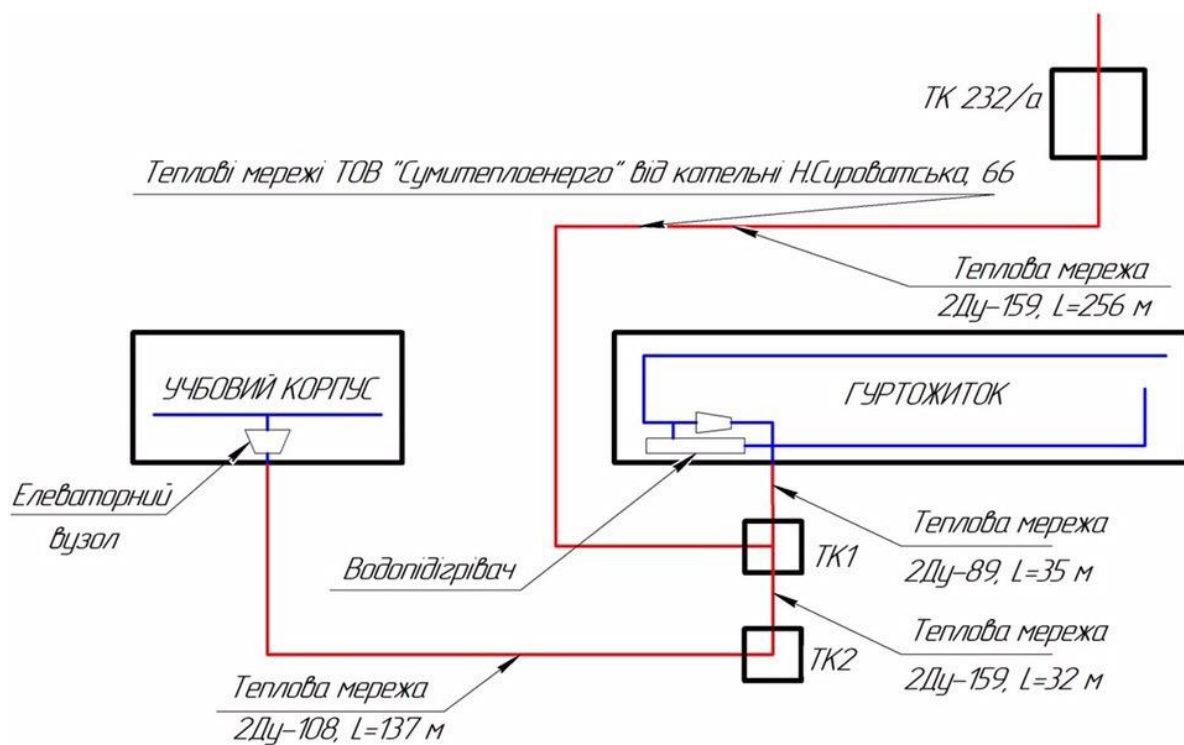 ТК 232/а
Теплові мережі ТОВ "Сумитеплоенерго" від котельні Н.Сироватська, 66
Теплова мережа
2Ду-159, L=256 м
УЧБОВИЙ КОРПУС
ГУРТОЖИТОК
Елеваторний
вузол
Водопідігрівач
ТК1
Теплова мережа
2Ду-89, L=35 м
Теплова мережа
2Ду-159, L=32 м
ТК2
Теплова мережа
2Ду-108, L=137 м